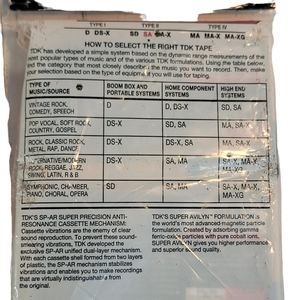 TYPE I TYPE II TYPE IV
D DS-X SD SA SA-X MA MA-X MA-XG
HOW TO SELECT THE RIGHT TDK TAPE
TDK has developed a simple system based on the dynamic range measurements of the
most popular types of music and of the various TDK formulations. Using the table below,
the category that most closely describes the music you want to record. Then, make
your selection based on the type of equipment you will use for taping.
TYPE OF MUSIC/SOURCE BOOM BOX AND PORTABLE SYSTEMS HOME COMPONENT SYSTEMS HIGH END SYSTEMS
VINTAGE ROCK, COMEDY, SPEECH D D, DS-X SD, SA
POP VOCAL, SOFT ROCK, COUNTRY, GOSPEL DS-X SD, SA MA, SA-X
ROCK, CLASSIC ROCK, METAL, RAP, DANCE DS-X SA, SA-X MA, SA-X
ALTERNATIVE/MODERN ROCK, REGGAE, JAZZ, SWING, LATIN, R & B DS-X SA, MA SA-X, MA-X, MA-XG
SYMPHONIC, CHAMBER, PIANO, CHORAL, OPERA SD SA, MA SA-X, MA-X, MA-XG
TDK'S SP-AR SUPER PRECISION ANTI-
RESONANCE CASSETTE MECHANISM:
Cassette vibrations are the enemy of clear
sound reproduction. To prevent these sound-
smearing vibrations, TDK developed the
exclusive SP-AR unified dual-layer mechanism.
With each cassette shell formed from two layers
of plastic, the SP-AR mechanism stabilizes
vibrations and enables you to make recordings
that are virtually indistinguishable from the
original.
TDK'S SUPER AVILYN FORMULATION is
the world's most advanced magnetic particle
formulation. Created by adsorbing gamma
ferric-oxide particles with pure cobalt ions,
SUPER AVILYN gives you higher performance
and superior sound quality.